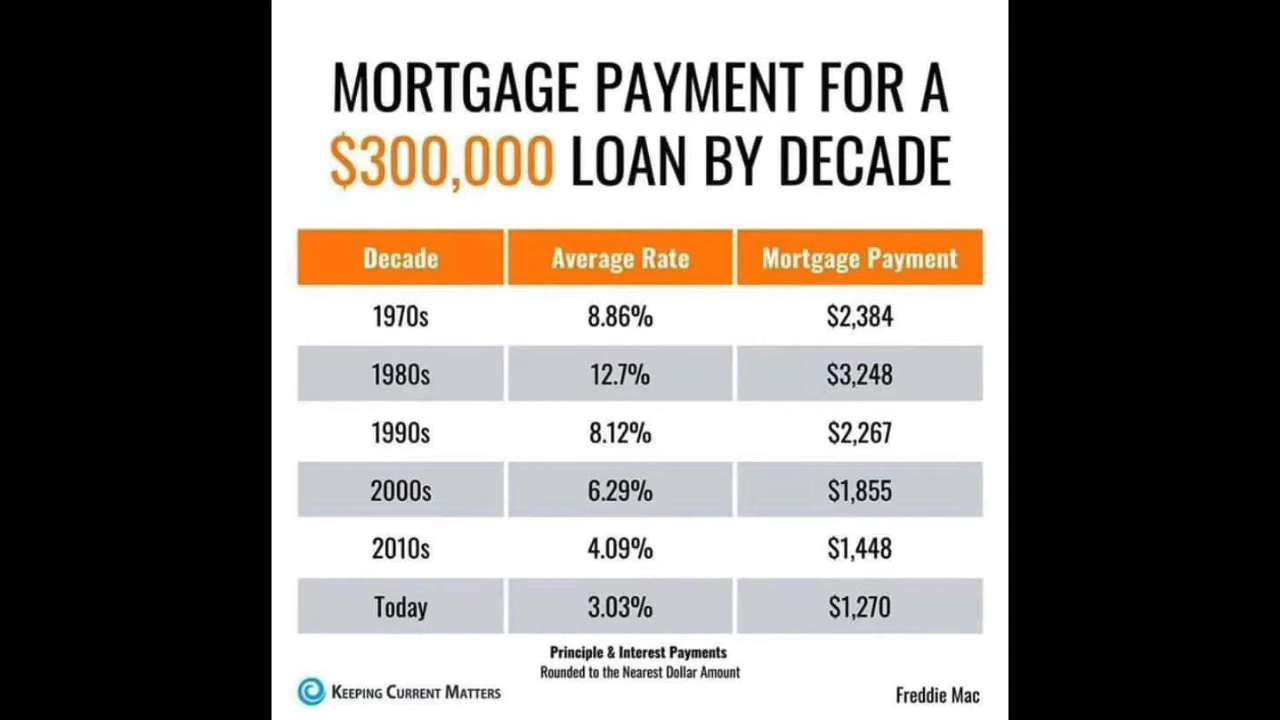 MORTGAGE PAYMENT FOR A
$300,000 LOAN BY DECADE
Decade Average Rate Mortgage Payment
1970s 8.86% $2,384
1980s 12.7% $3,248
1990s 8.12% $2,267
2000s 6.29% $1,855
2010s 4.09% $1,448
Today 3.03% $1,270
Principle & Interest Payments
Rounded to the Nearest Dollar Amount
KEEPING CURRENT MATTERS
Freddie Mac